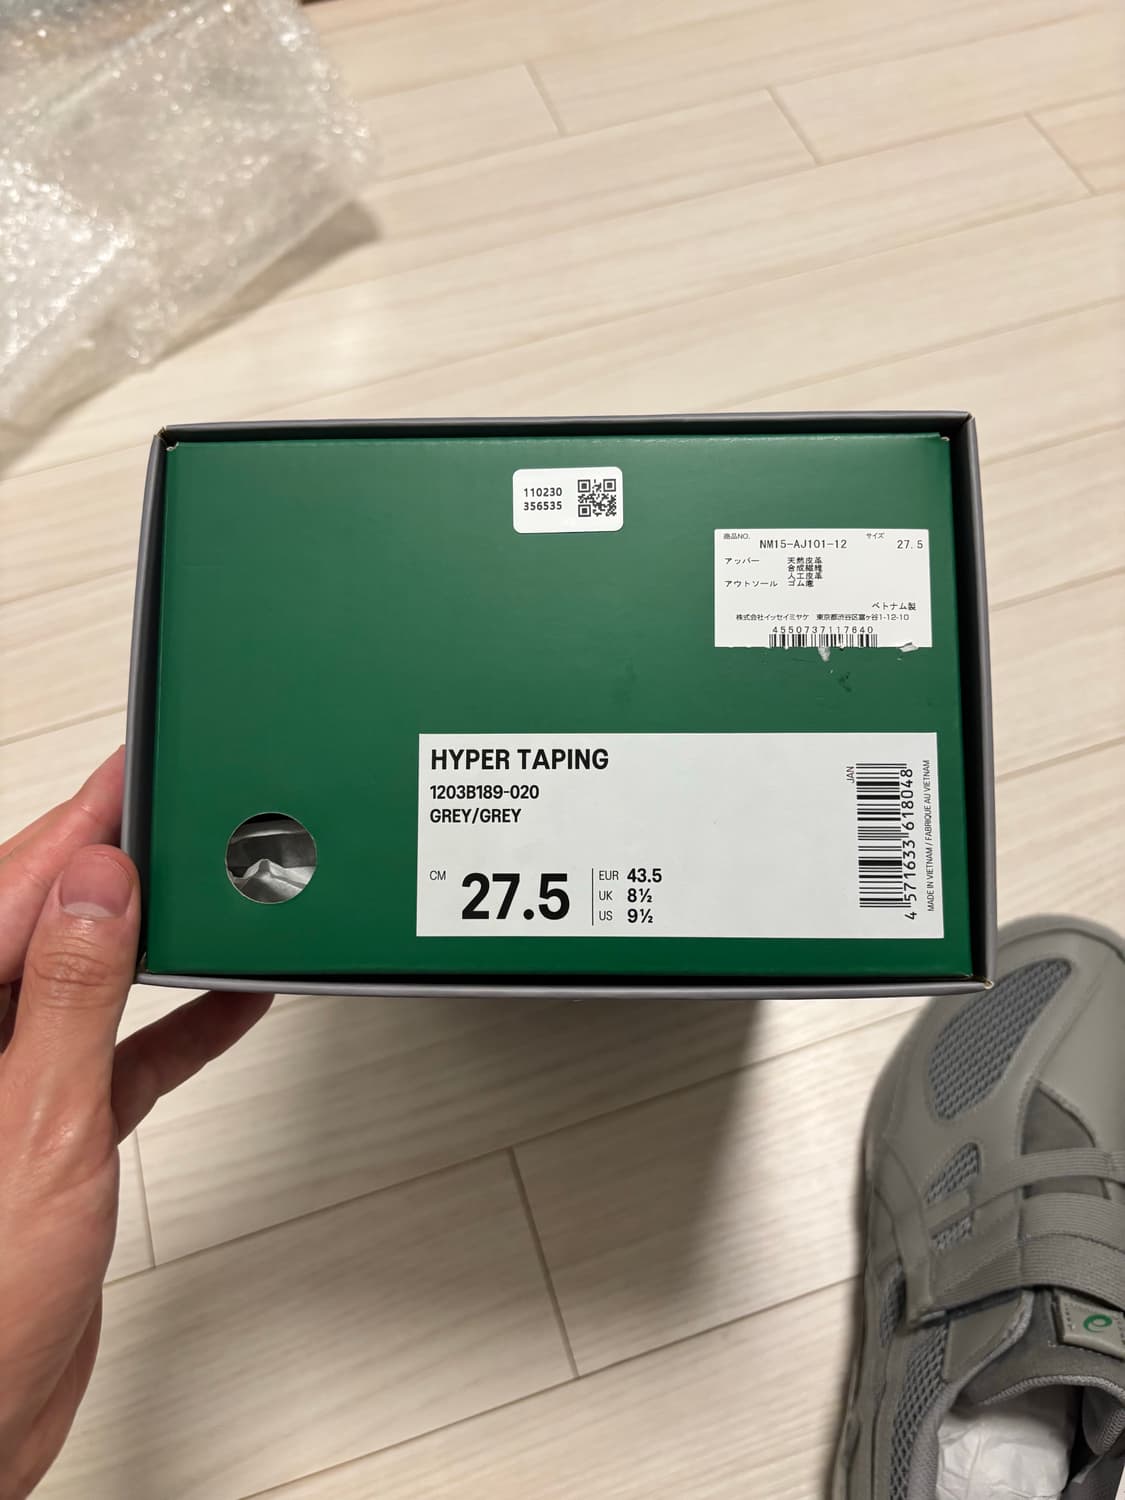 110230
356535
商品NO. NM15-AJ101-12 サイズ 27.5
アッパー 天然皮革
合成繊維
人工皮革
アウトソール ゴム底
ベトナム製
株式会社イッセイミヤケ 東京都渋谷区富ヶ谷1-12-10
4550737117640
HYPER TAPING
1203B189-020
GREY/GREY
CM 27.5
EUR 43.5
UK 8½
US 9½
JAN
4 571633 618048
MADE IN VIETNAM / FABRIQUE AU VIETNAM